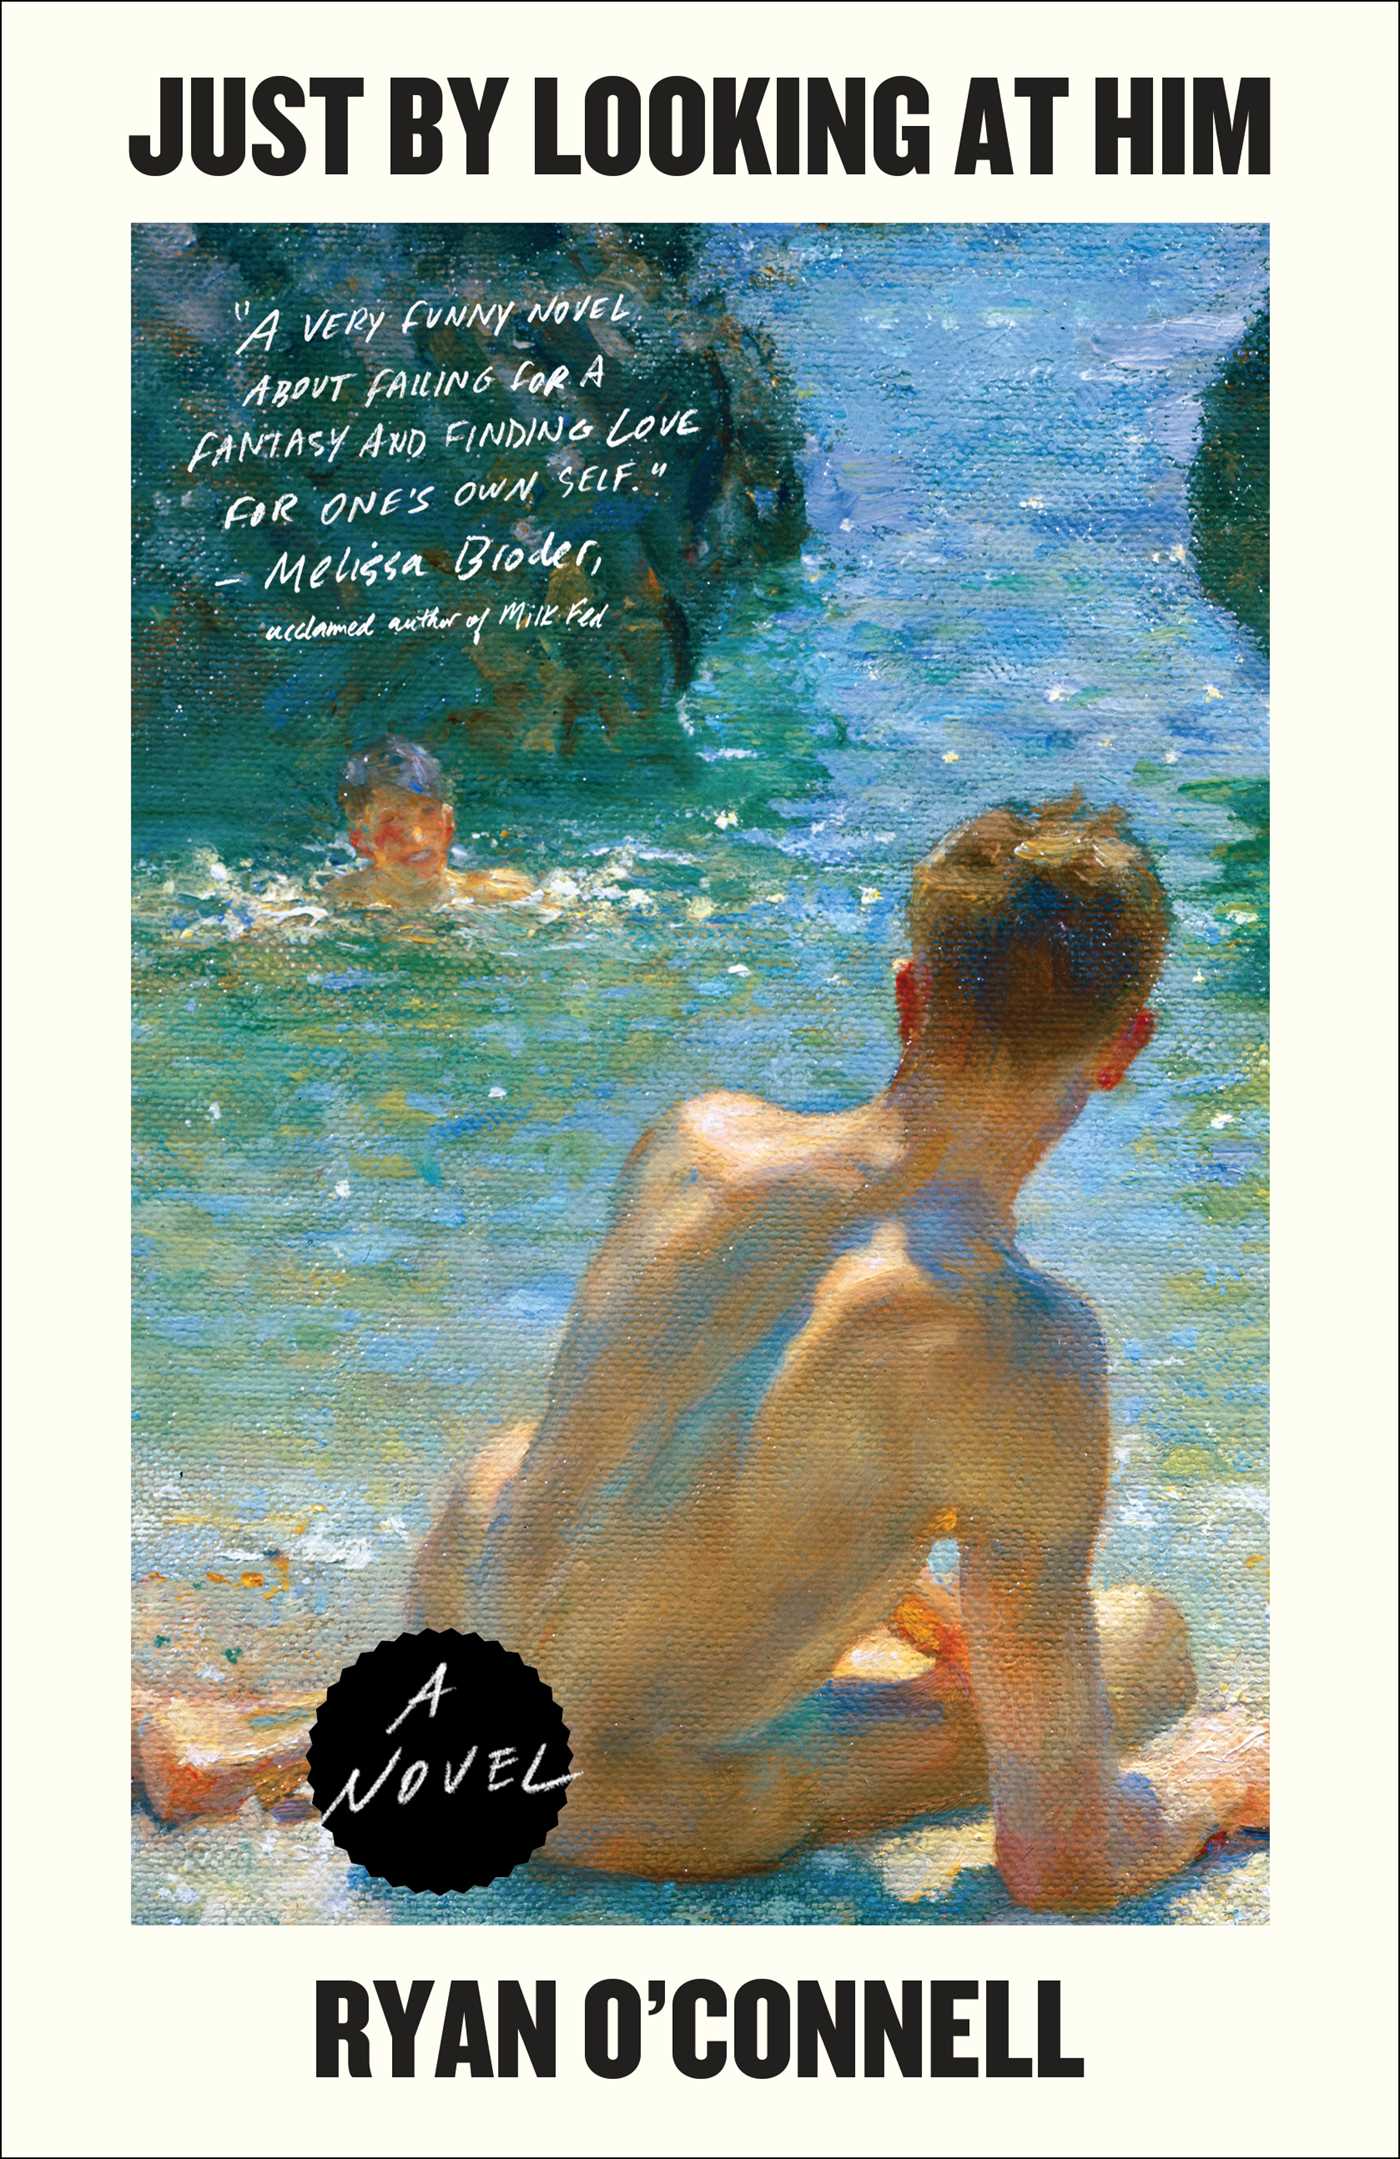 JUST BY LOOKING AT HIM
"A VERY FUNNY NOVEL
ABOUT FALLING FOR A
FANTASY AND FINDING LOVE
FOR ONE'S OWN SELF."
– Melissa Broder,
acclaimed author of Milk Fed
A
NOVEL
RYAN O'CONNELL